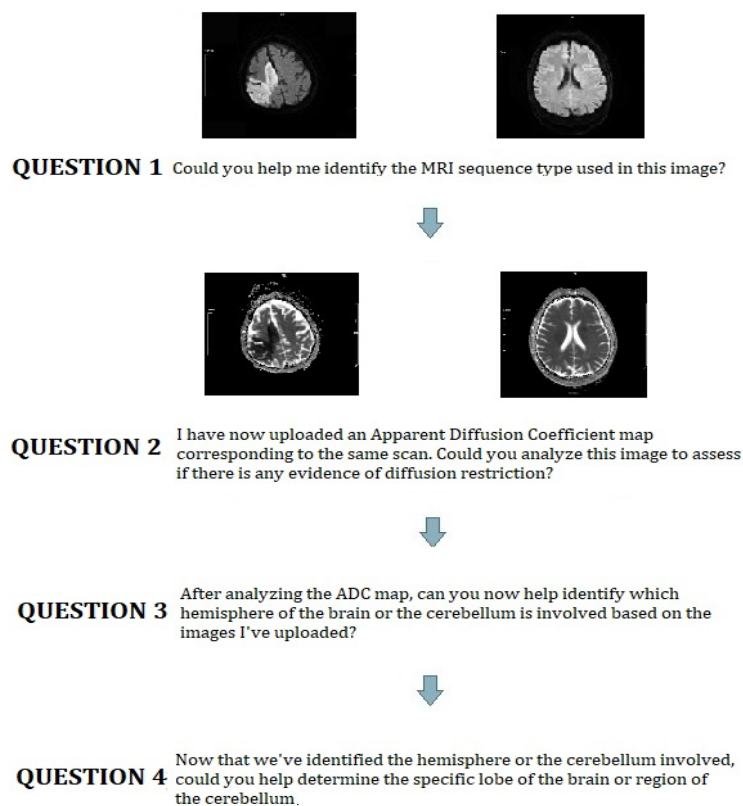 QUESTION 1 Could you help me identify the MRI sequence type used in this image?
QUESTION 2 I have now uploaded an Apparent Diffusion Coefficient map
corresponding to the same scan. Could you analyze this image to assess
if there is any evidence of diffusion restriction?
QUESTION 3 After analyzing the ADC map, can you now help identify which
hemisphere of the brain or the cerebellum is involved based on the
images I've uploaded?
QUESTION 4 Now that we've identified the hemisphere or the cerebellum involved,
could you help determine the specific lobe of the brain or region of
the cerebellum.